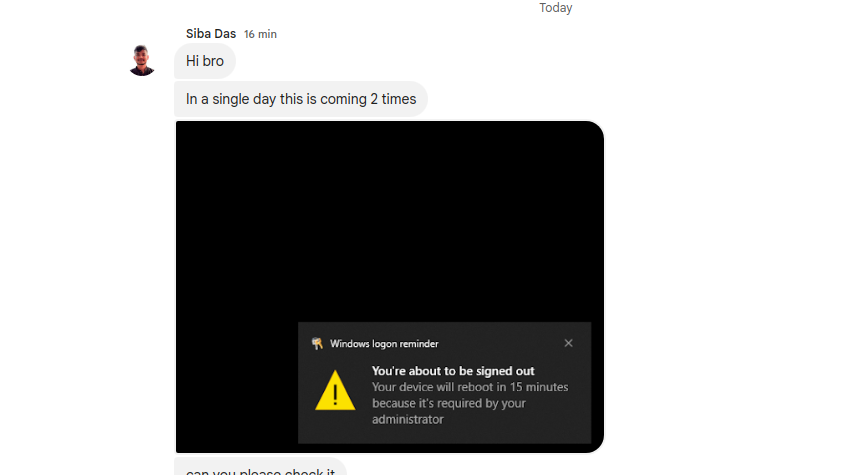 Today
Siba Das 16 min
Hi bro
In a single day this is coming 2 times
Windows logon reminder
You're about to be signed out
Your device will reboot in 15 minutes
because it's required by your
administrator
can you please check it